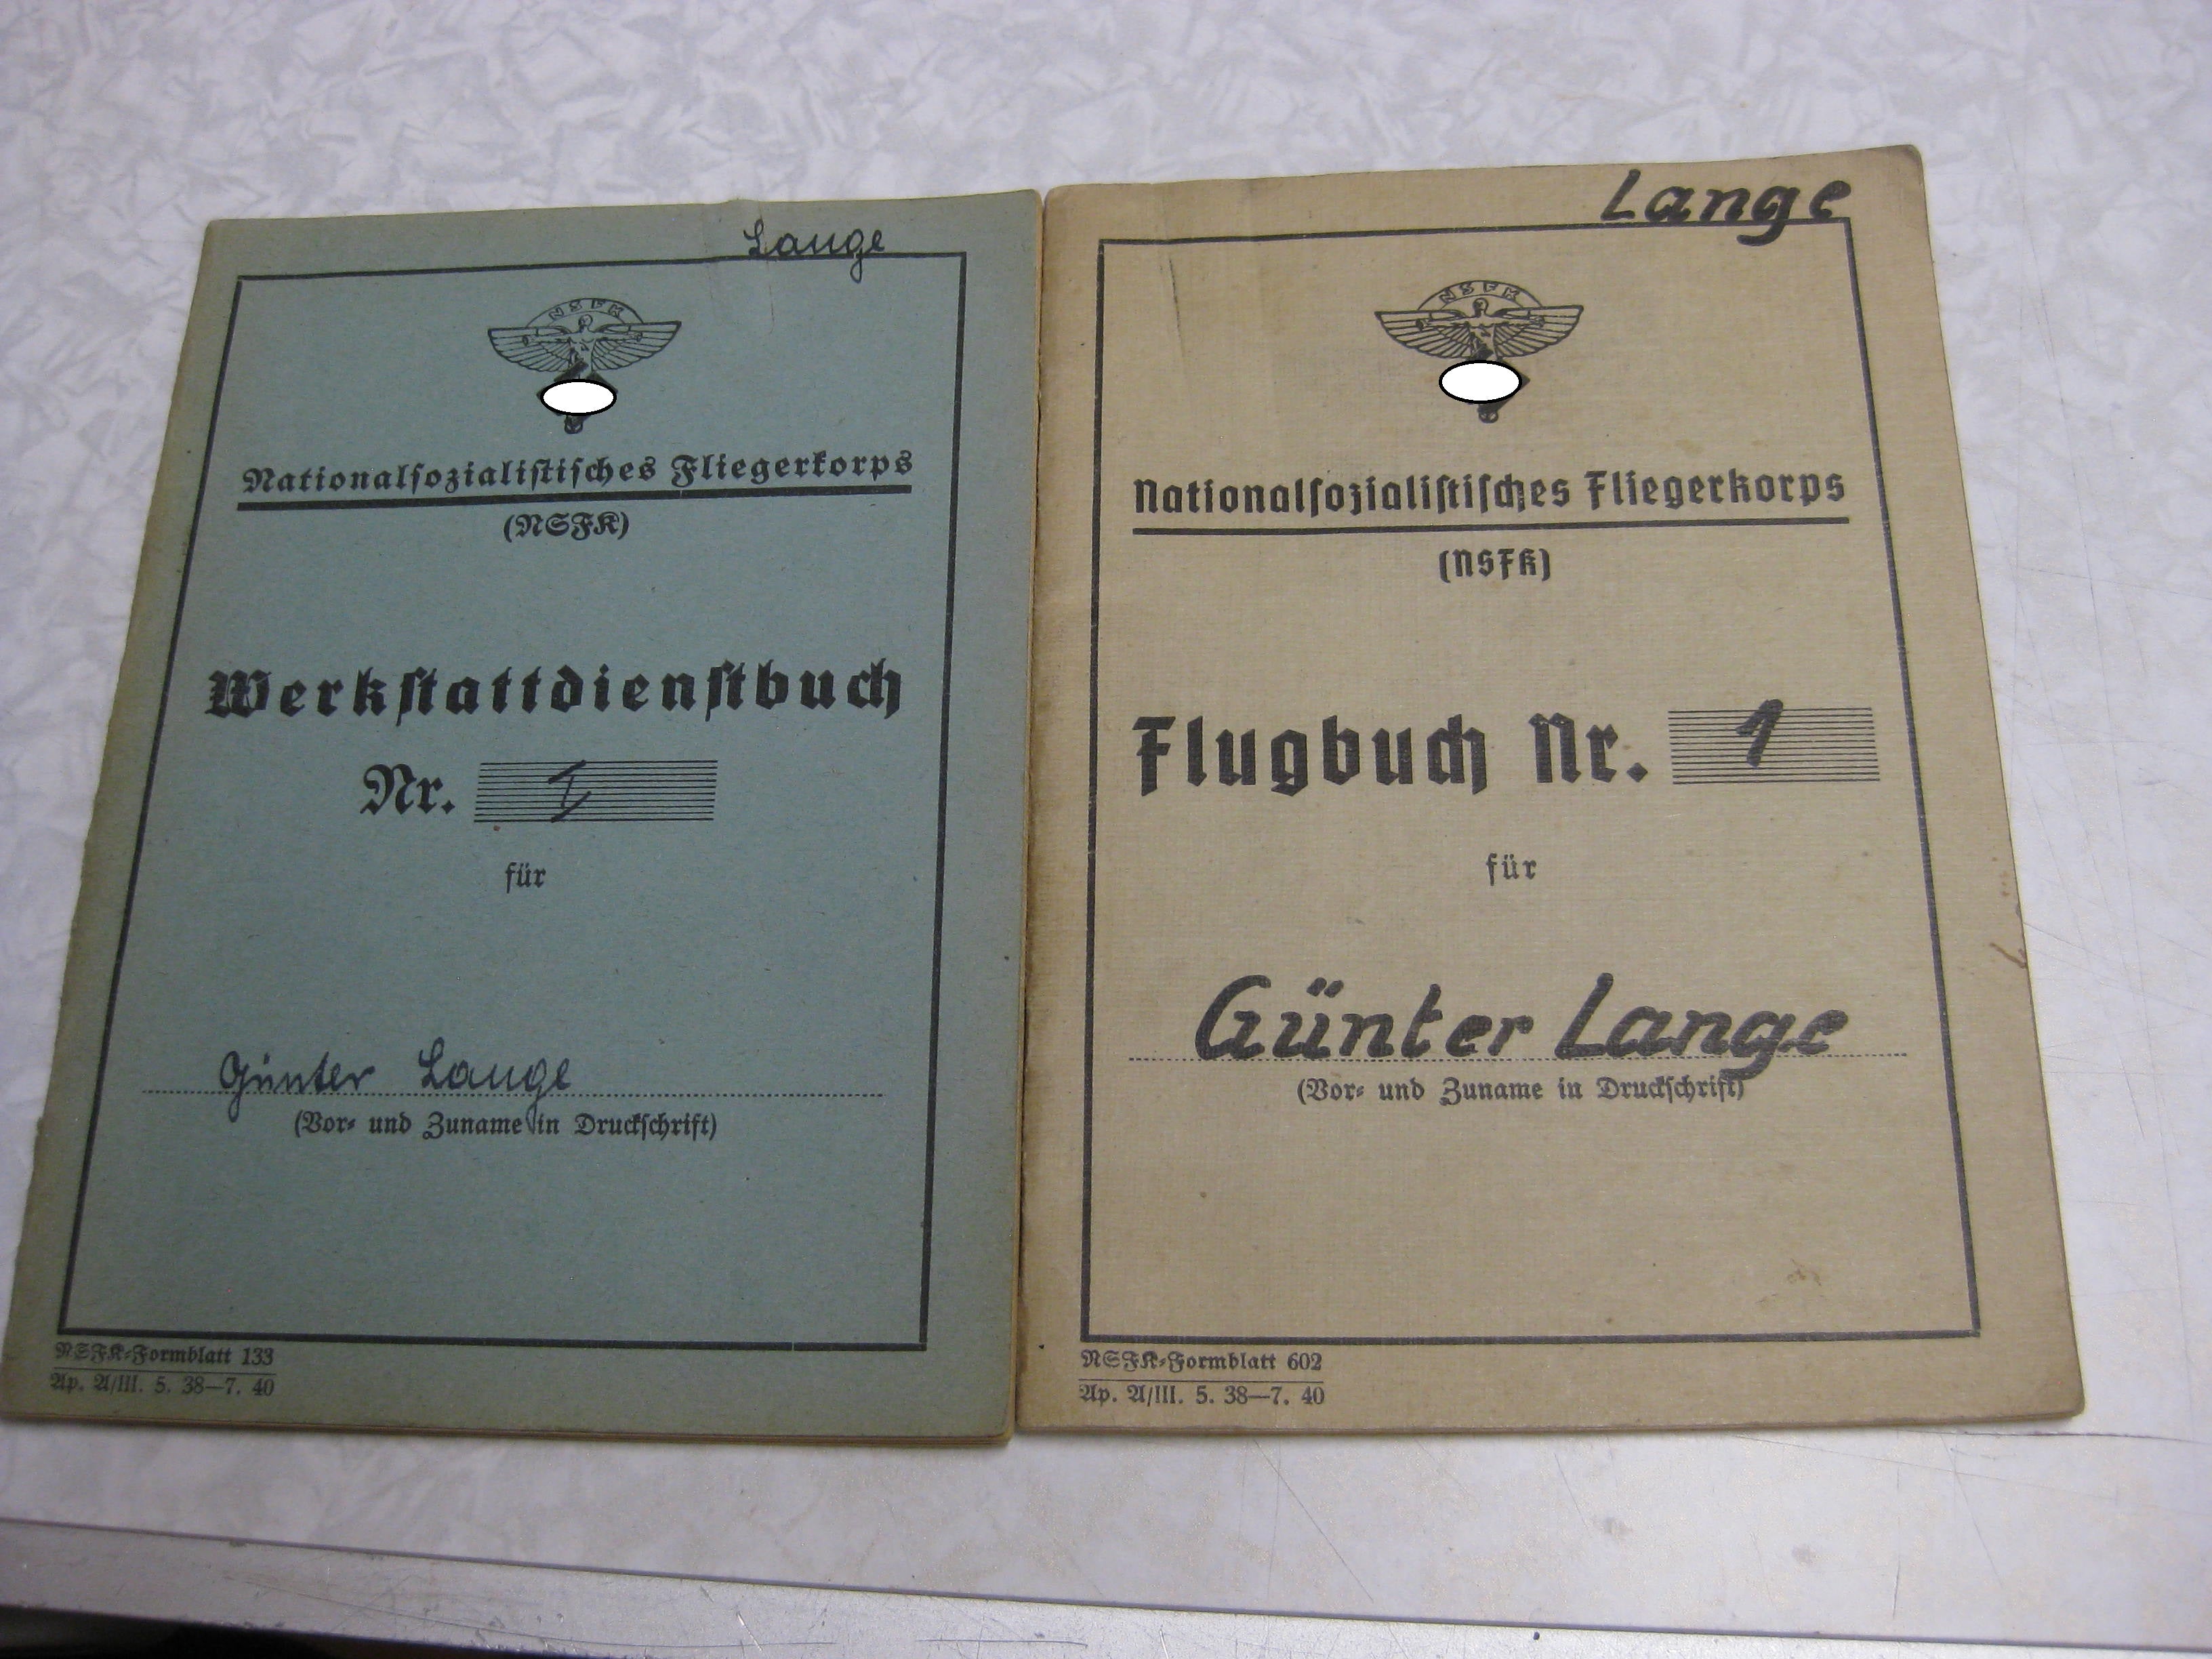 Lange
NSFK
Nationalsozialistisches Fliegerkorps
(NSFK)
Werkstattdienstbuch
Nr. I
für
Günter Lange
(Vor- und Zuname in Druckschrift)
NSFK-Formblatt 133
Ap. A/III. 5. 38—7. 40
Lange
NSFK
Nationalsozialistisches Fliegerkorps
(NSFK)
Flugbuch Nr. 1
für
Günter Lange
(Vor- und Zuname in Druckschrift)
NSFK-Formblatt 602
Ap. A/III. 5. 38—7. 40